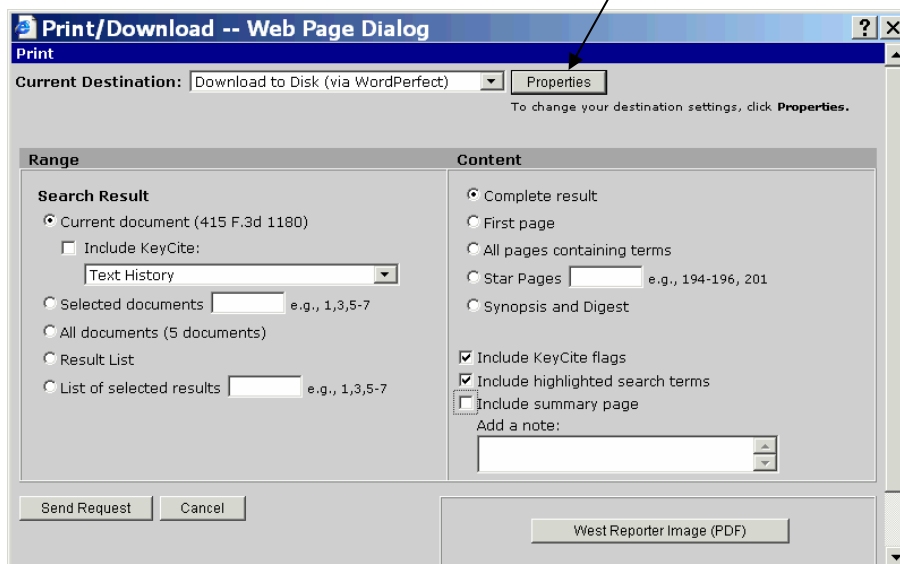 Print/Download -- Web Page Dialog
Print
Current Destination: Download to Disk (via WordPerfect) Properties
To change your destination settings, click Properties.
Range
Search Result
Current document (415 F.3d 1180)
Include KeyCite:
Text History
Selected documents e.g., 1,3,5-7
All documents (5 documents)
Result List
List of selected results e.g., 1,3,5-7
Content
Complete result
First page
All pages containing terms
Star Pages e.g., 194-196, 201
Synopsis and Digest
Include KeyCite flags
Include highlighted search terms
Include summary page
Add a note:
Send Request Cancel
West Reporter Image (PDF)